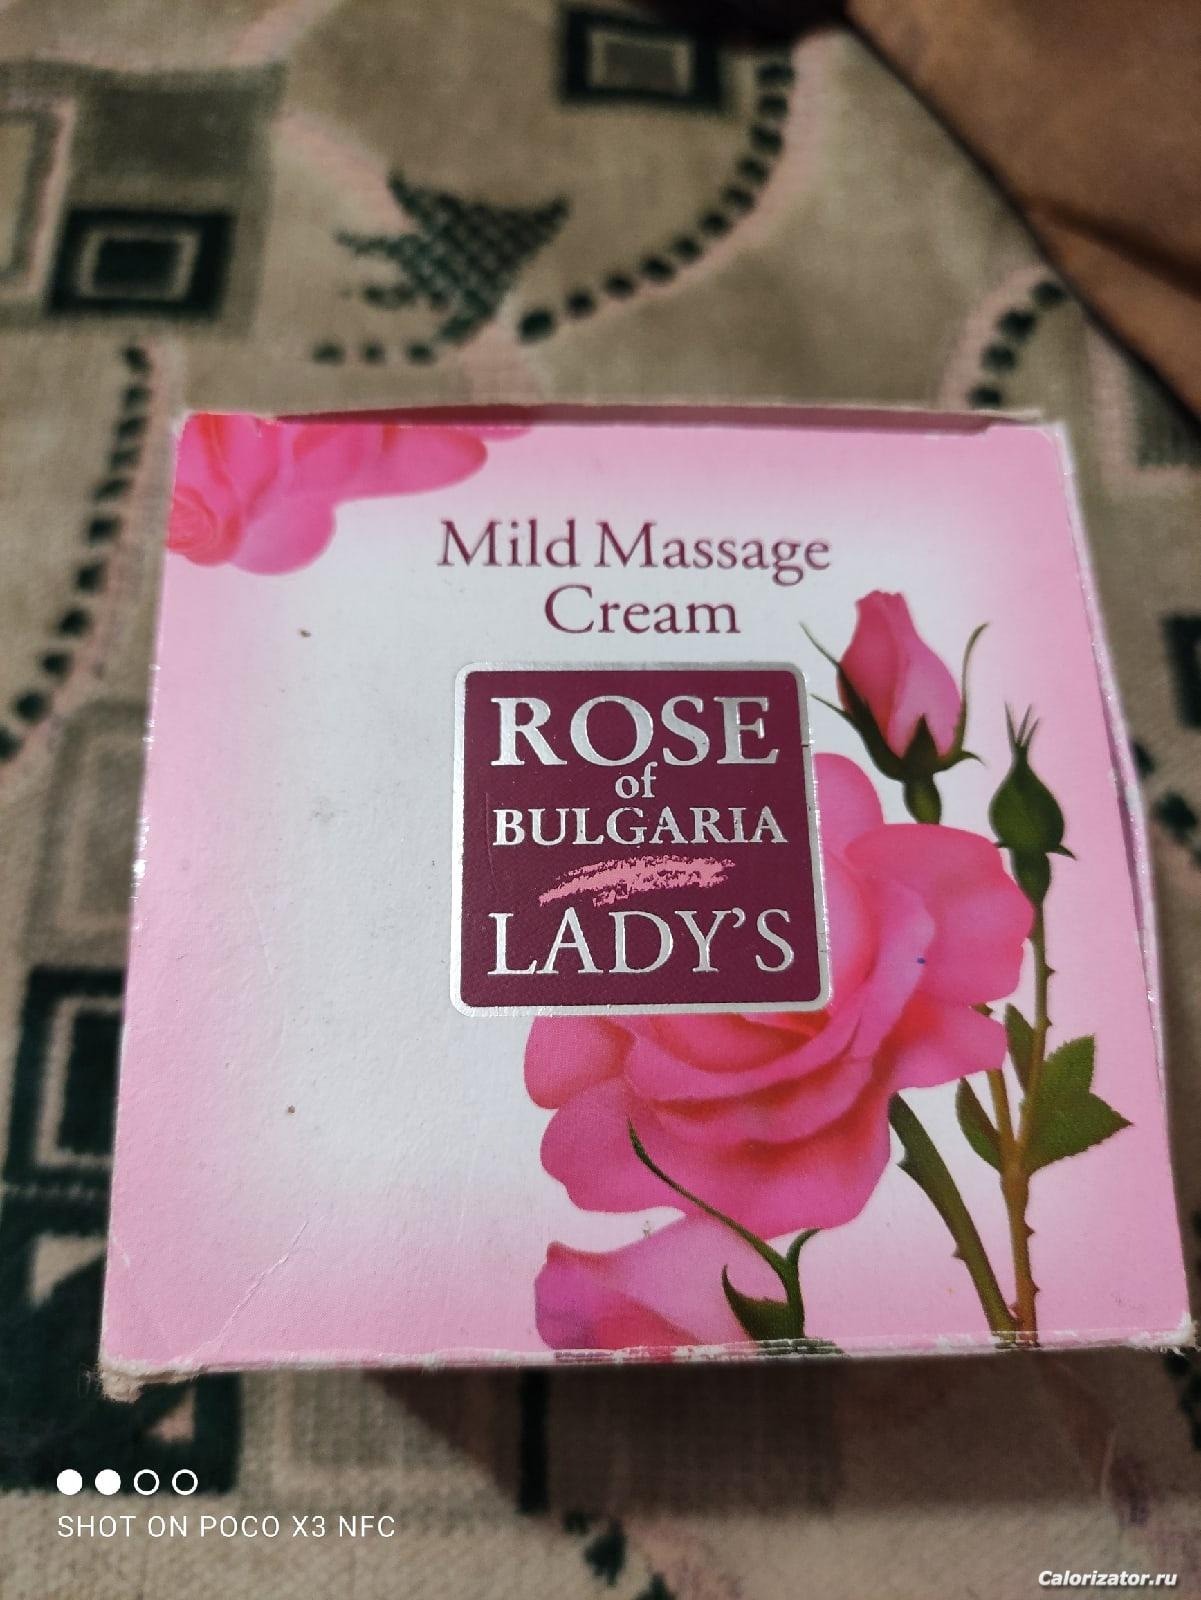 Mild Massage
Cream
ROSE
of
BULGARIA
LADY'S
SHOT ON POCO X3 NFC
Calorizator.ru